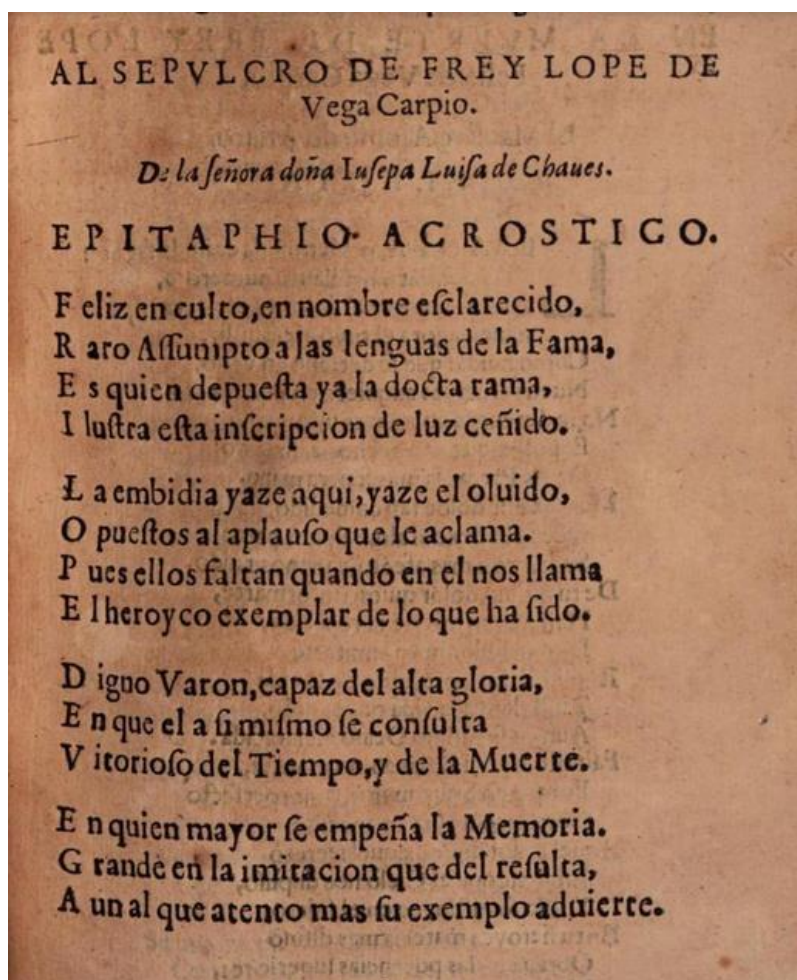 AL SEPVLCRO DE FREY LOPE DE
Vega Carpio.
De la ſeñora doña Iuſepa Luiſa de Chaues.
EPITAPHIO· ACROSTICO.
F eliz en culto,en nombre eſclarecido,
R aro Aſſumpto a las lenguas de la Fama,
E s quien depueſta ya la docta rama,
I luſtra eſta inſcripcion de luz ceñido.
L a embidia yaze aqui,yaze el oluido,
O pueſtos al aplauſo que le aclama.
P ues ellos faltan quando en el nos llama
E l heroyco exemplar de lo que ha ſido.
D igno Varon,capaz del alta gloria,
E n que el a ſi miſmo ſe conſulta
V itorioſo del Tiempo,y de la Muerte.
E n quien mayor ſe empeña la Memoria.
G rande en la imitacion que del reſulta,
A un al que atento mas ſu exemplo aduierte.